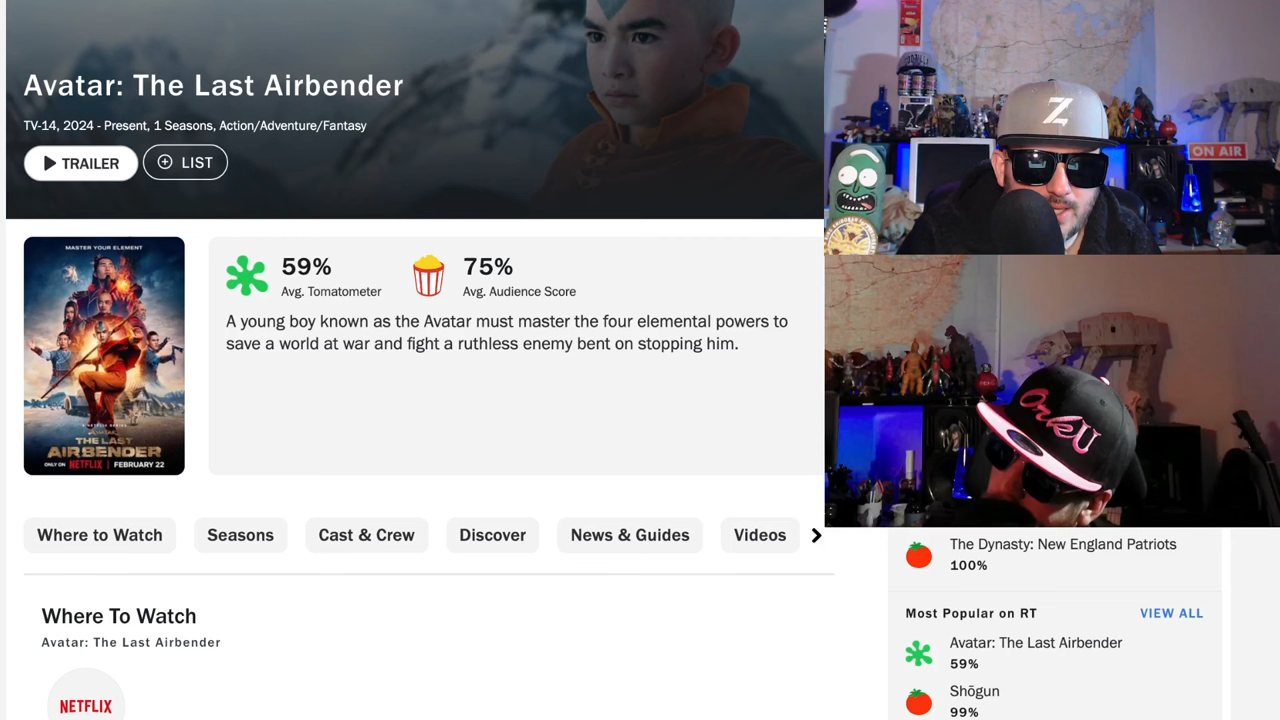 Avatar: The Last Airbender
TV-14, 2024 - Present, 1 Seasons, Action/Adventure/Fantasy
TRAILER
LIST
MASTER YOUR ELEMENT
AVATAR
THE LAST
AIRBENDER
ONLY ON NETFLIX | FEBRUARY 22
59%
Avg. Tomatometer
75%
Avg. Audience Score
A young boy known as the Avatar must master the four elemental powers to
save a world at war and fight a ruthless enemy bent on stopping him.
Where to Watch
Seasons
Cast & Crew
Discover
News & Guides
Videos
Where To Watch
Avatar: The Last Airbender
NETFLIX
Z
ON AIR
OrkU
The Dynasty: New England Patriots
100%
Most Popular on RT
VIEW ALL
Avatar: The Last Airbender
59%
Shōgun
99%